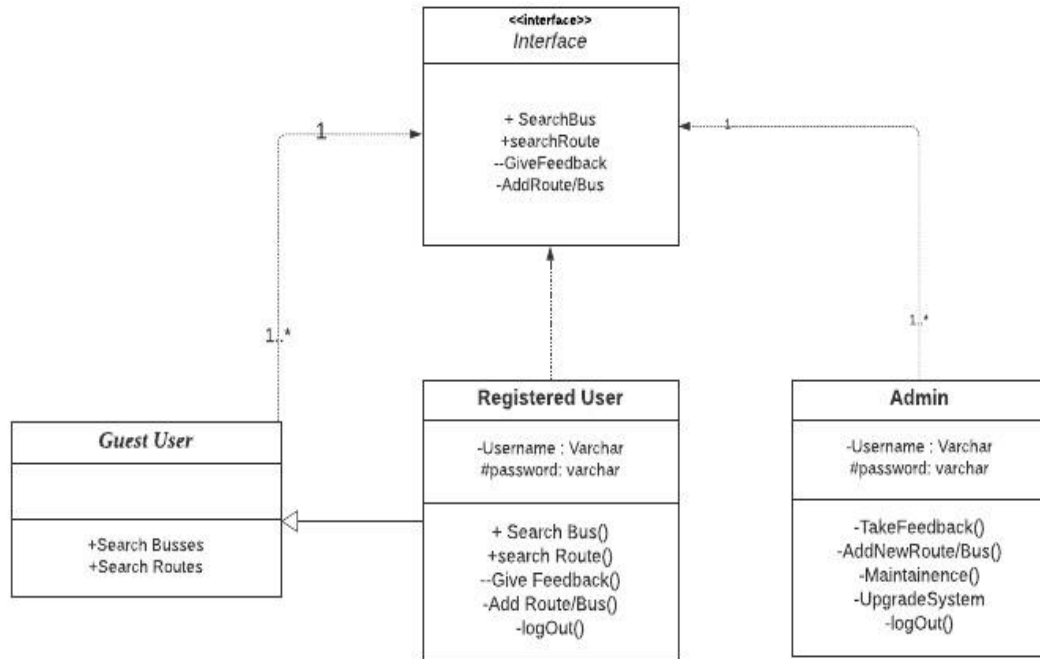 <<interface>>
Interface
+ SearchBus
+searchRoute
--GiveFeedback
-AddRoute/Bus
1
1
1..*
1..*
Guest User
+Search Busses
+Search Routes
Registered User
-Username : Varchar
#password: varchar
+ Search Bus()
+search Route()
--Give Feedback()
-Add Route/Bus()
-logOut()
Admin
-Username : Varchar
#password: varchar
-TakeFeedback()
-AddNewRoute/Bus()
-Maintainence()
-UpgradeSystem
-logOut()